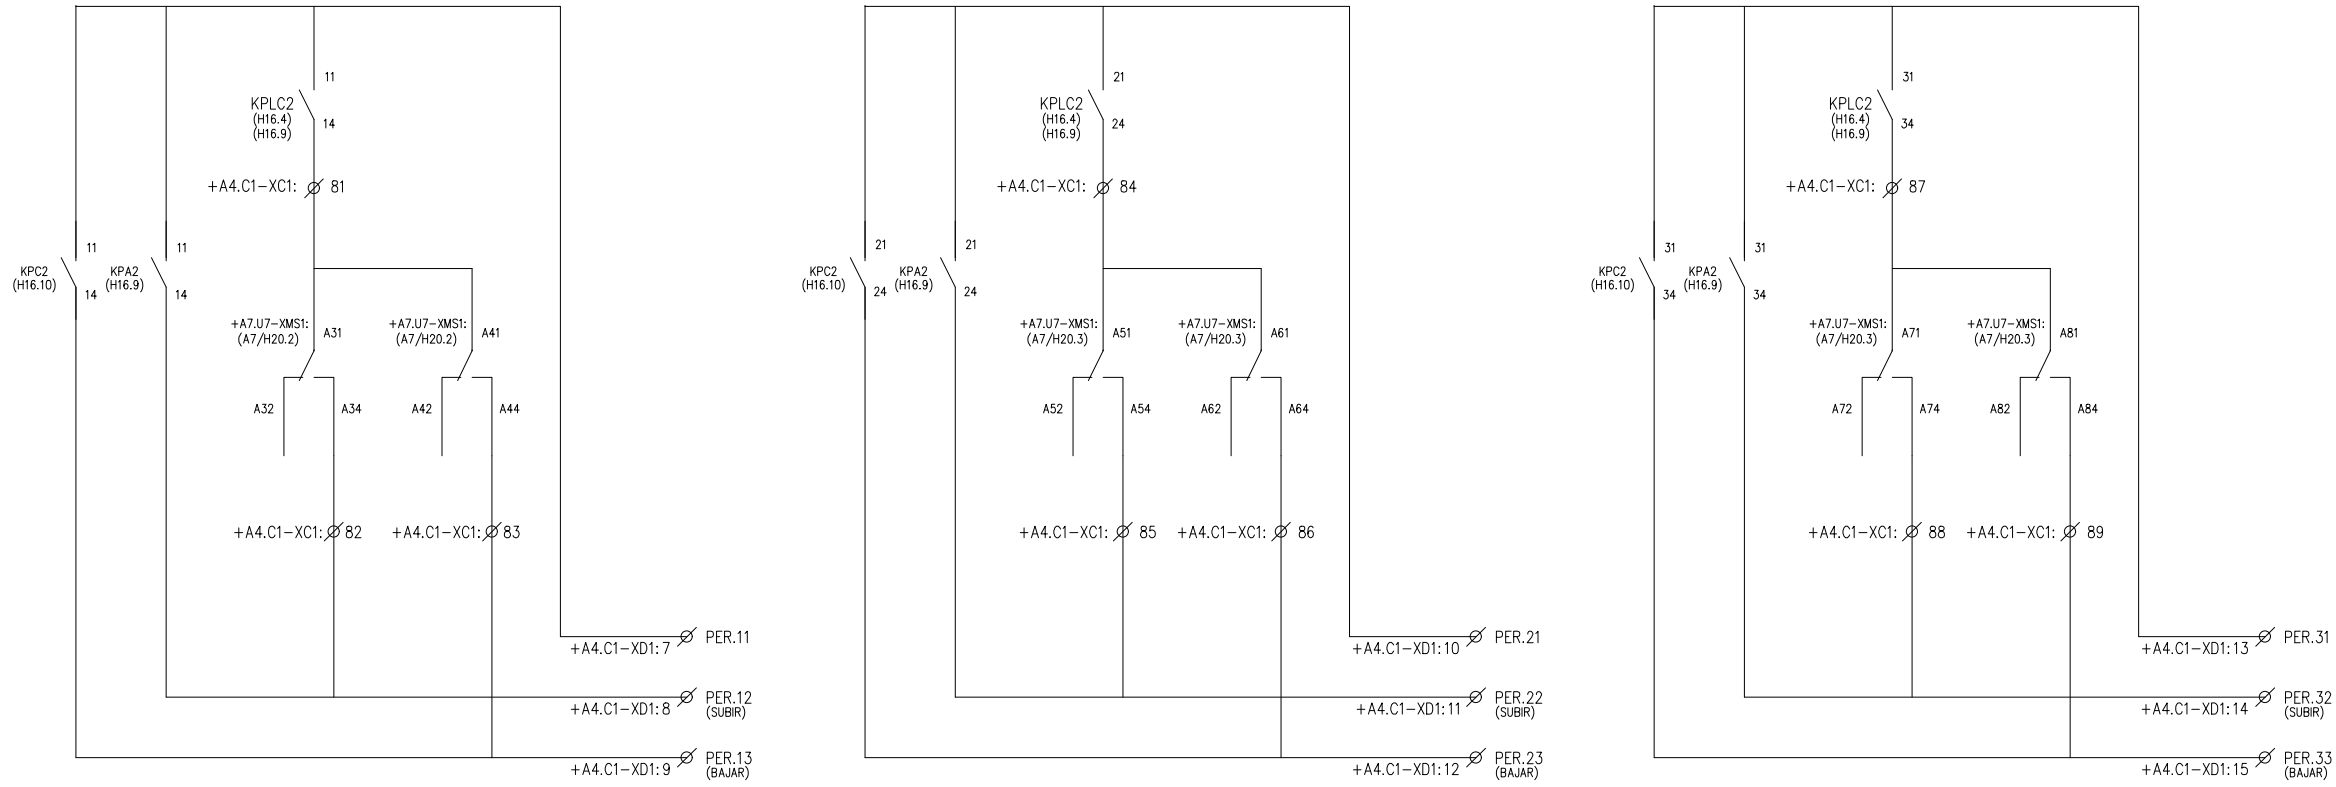 11
KPLC2
(H16.4)
(H16.9)
14
+A4.C1-XC1: 81
11
KPC2
(H16.10)
14
11
KPA2
(H16.9)
14
+A7.U7-XMS1:
(A7/H20.2)
A31
+A7.U7-XMS1:
(A7/H20.2)
A41
A32
A34
A42
A44
+A4.C1-XC1: 82
+A4.C1-XC1: 83
PER.11
+A4.C1-XD1:7
PER.12
(SUBIR)
+A4.C1-XD1:8
PER.13
(BAJAR)
+A4.C1-XD1:9
21
KPLC2
(H16.4)
(H16.9)
24
+A4.C1-XC1: 84
21
KPC2
(H16.10)
24
21
KPA2
(H16.9)
24
+A7.U7-XMS1:
(A7/H20.3)
A51
+A7.U7-XMS1:
(A7/H20.3)
A61
A52
A54
A62
A64
+A4.C1-XC1: 85
+A4.C1-XC1: 86
PER.21
+A4.C1-XD1:10
PER.22
(SUBIR)
+A4.C1-XD1:11
PER.23
(BAJAR)
+A4.C1-XD1:12
31
KPLC2
(H16.4)
(H16.9)
34
+A4.C1-XC1: 87
31
KPC2
(H16.10)
34
31
KPA2
(H16.9)
34
+A7.U7-XMS1:
(A7/H20.3)
A71
+A7.U7-XMS1:
(A7/H20.3)
A81
A72
A74
A82
A84
+A4.C1-XC1: 88
+A4.C1-XC1: 89
PER.31
+A4.C1-XD1:13
PER.32
(SUBIR)
+A4.C1-XD1:14
PER.33
(BAJAR)
+A4.C1-XD1:15